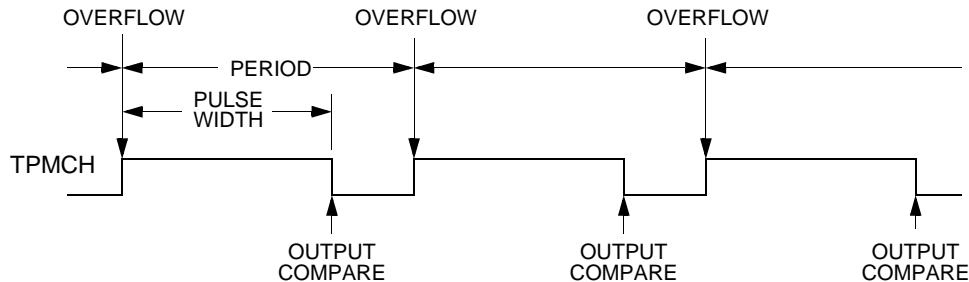 OVERFLOW OVERFLOW OVERFLOW
PERIOD
PULSE
WIDTH
TPMCH
OUTPUT
COMPARE
OUTPUT
COMPARE
OUTPUT
COMPARE